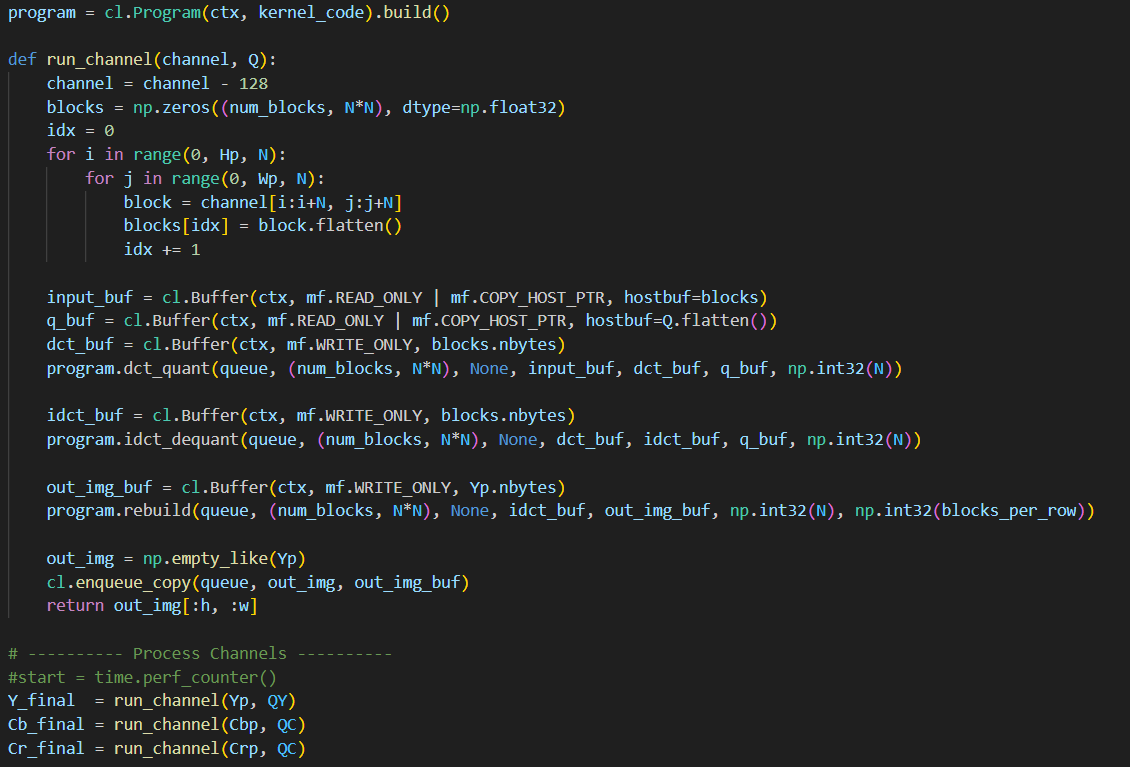 program = cl.Program(ctx, kernel_code).build()
def run_channel(channel, Q):
    channel = channel - 128
    blocks = np.zeros((num_blocks, N*N), dtype=np.float32)
    idx = 0
    for i in range(0, Hp, N):
        for j in range(0, Wp, N):
            block = channel[i:i+N, j:j+N]
            blocks[idx] = block.flatten()
            idx += 1
    input_buf = cl.Buffer(ctx, mf.READ_ONLY | mf.COPY_HOST_PTR, hostbuf=blocks)
    q_buf = cl.Buffer(ctx, mf.READ_ONLY | mf.COPY_HOST_PTR, hostbuf=Q.flatten())
    dct_buf = cl.Buffer(ctx, mf.WRITE_ONLY, blocks.nbytes)
    program.dct_quant(queue, (num_blocks, N*N), None, input_buf, dct_buf, q_buf, np.int32(N))
    idct_buf = cl.Buffer(ctx, mf.WRITE_ONLY, blocks.nbytes)
    program.idct_dequant(queue, (num_blocks, N*N), None, dct_buf, idct_buf, q_buf, np.int32(N))
    out_img_buf = cl.Buffer(ctx, mf.WRITE_ONLY, Yp.nbytes)
    program.rebuild(queue, (num_blocks, N*N), None, idct_buf, out_img_buf, np.int32(N), np.int32(blocks_per_row))
    out_img = np.empty_like(Yp)
    cl.enqueue_copy(queue, out_img, out_img_buf)
    return out_img[:h, :w]
# ---------- Process Channels ----------
#start = time.perf_counter()
Y_final  = run_channel(Yp, QY)
Cb_final = run_channel(Cbp, QC)
Cr_final = run_channel(Crp, QC)